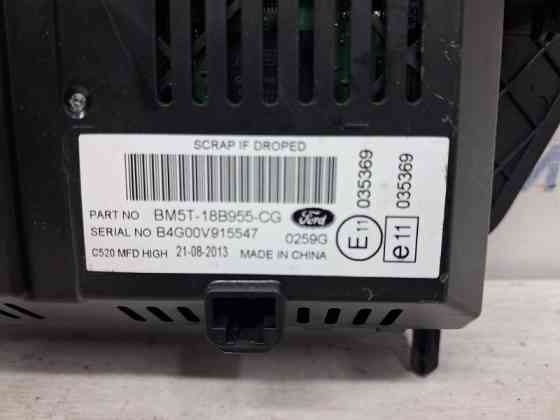 SCRAP IF DROPED
PART NO BM5T-18B955-CG Ford
SERIAL NO B4G00V915547 0259G
C520 MFD HIGH 21-08-2013 MADE IN CHINA
E11 035369
e11 035369